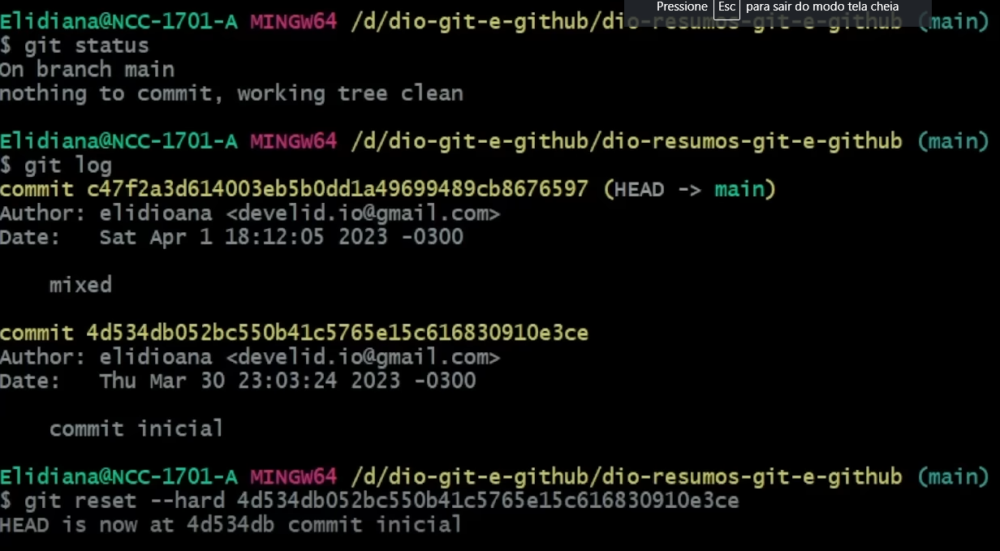 Pressione Esc para sair do modo tela cheia
Elidiana@NCC-1701-A MINGW64 /d/dio-git-e-github/dio-resumos-git-e-github (main)
$ git status
On branch main
nothing to commit, working tree clean
Elidiana@NCC-1701-A MINGW64 /d/dio-git-e-github/dio-resumos-git-e-github (main)
$ git log
commit c47f2a3d614003eb5b0dd1a49699489cb8676597 (HEAD -> main)
Author: elidioana <develid.io@gmail.com>
Date:   Sat Apr 1 18:12:05 2023 -0300
    mixed
commit 4d534db052bc550b41c5765e15c616830910e3ce
Author: elidioana <develid.io@gmail.com>
Date:   Thu Mar 30 23:03:24 2023 -0300
    commit inicial
Elidiana@NCC-1701-A MINGW64 /d/dio-git-e-github/dio-resumos-git-e-github (main)
$ git reset --hard 4d534db052bc550b41c5765e15c616830910e3ce
HEAD is now at 4d534db commit inicial